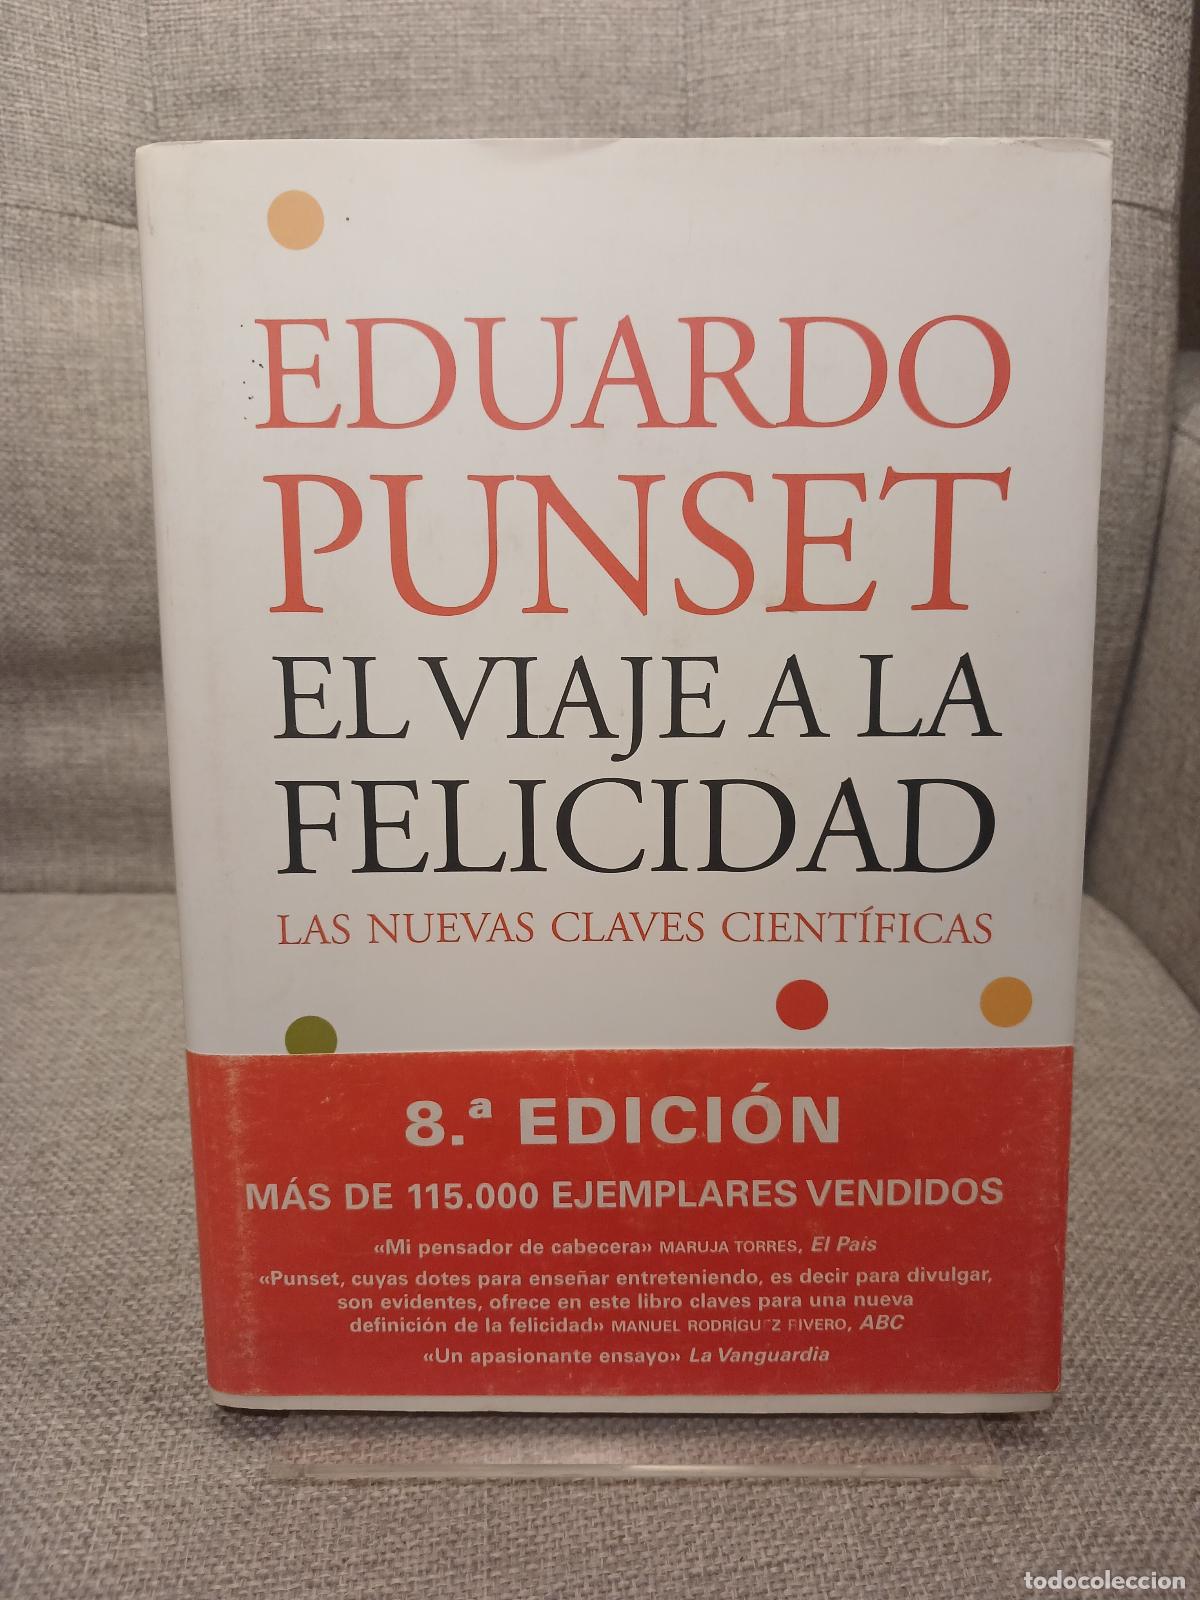 EDUARDO
PUNSET
EL VIAJE A LA
FELICIDAD
LAS NUEVAS CLAVES CIENTÍFICAS
8.ª EDICIÓN
MÁS DE 115.000 EJEMPLARES VENDIDOS
«Mi pensador de cabecera» MARUJA TORRES, El País
«Punset, cuyas dotes para enseñar entreteniendo, es decir para divulgar,
son evidentes, ofrece en este libro claves para una nueva
definición de la felicidad» MANUEL RODRÍGUEZ RIVERO, ABC
«Un apasionante ensayo» La Vanguardia
todocoleccion